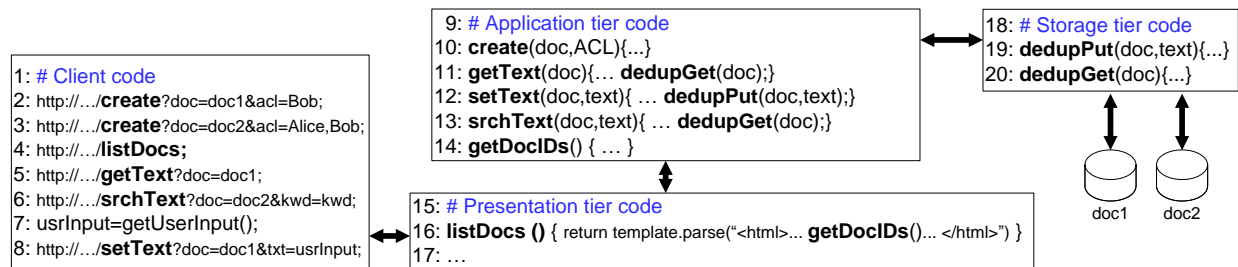 1: # Client code
2: http://…/create?doc=doc1&acl=Bob;
3: http://…/create?doc=doc2&acl=Alice,Bob;
4: http://…/listDocs;
5: http://…/getText?doc=doc1;
6: http://…/srchText?doc=doc2&kwd=kwd;
7: usrInput=getUserInput();
8: http://…/setText?doc=doc1&txt=usrInput;
9: # Application tier code
10: create(doc,ACL){...}
11: getText(doc){… dedupGet(doc);}
12: setText(doc,text){ … dedupPut(doc,text);}
13: srchText(doc,text){ … dedupGet(doc);}
14: getDocIDs() { … }
15: # Presentation tier code
16: listDocs () { return template.parse(“<html>... getDocIDs()... </html>”) }
17: …
18: # Storage tier code
19: dedupPut(doc,text){...}
20: dedupGet(doc){...}
doc1
doc2